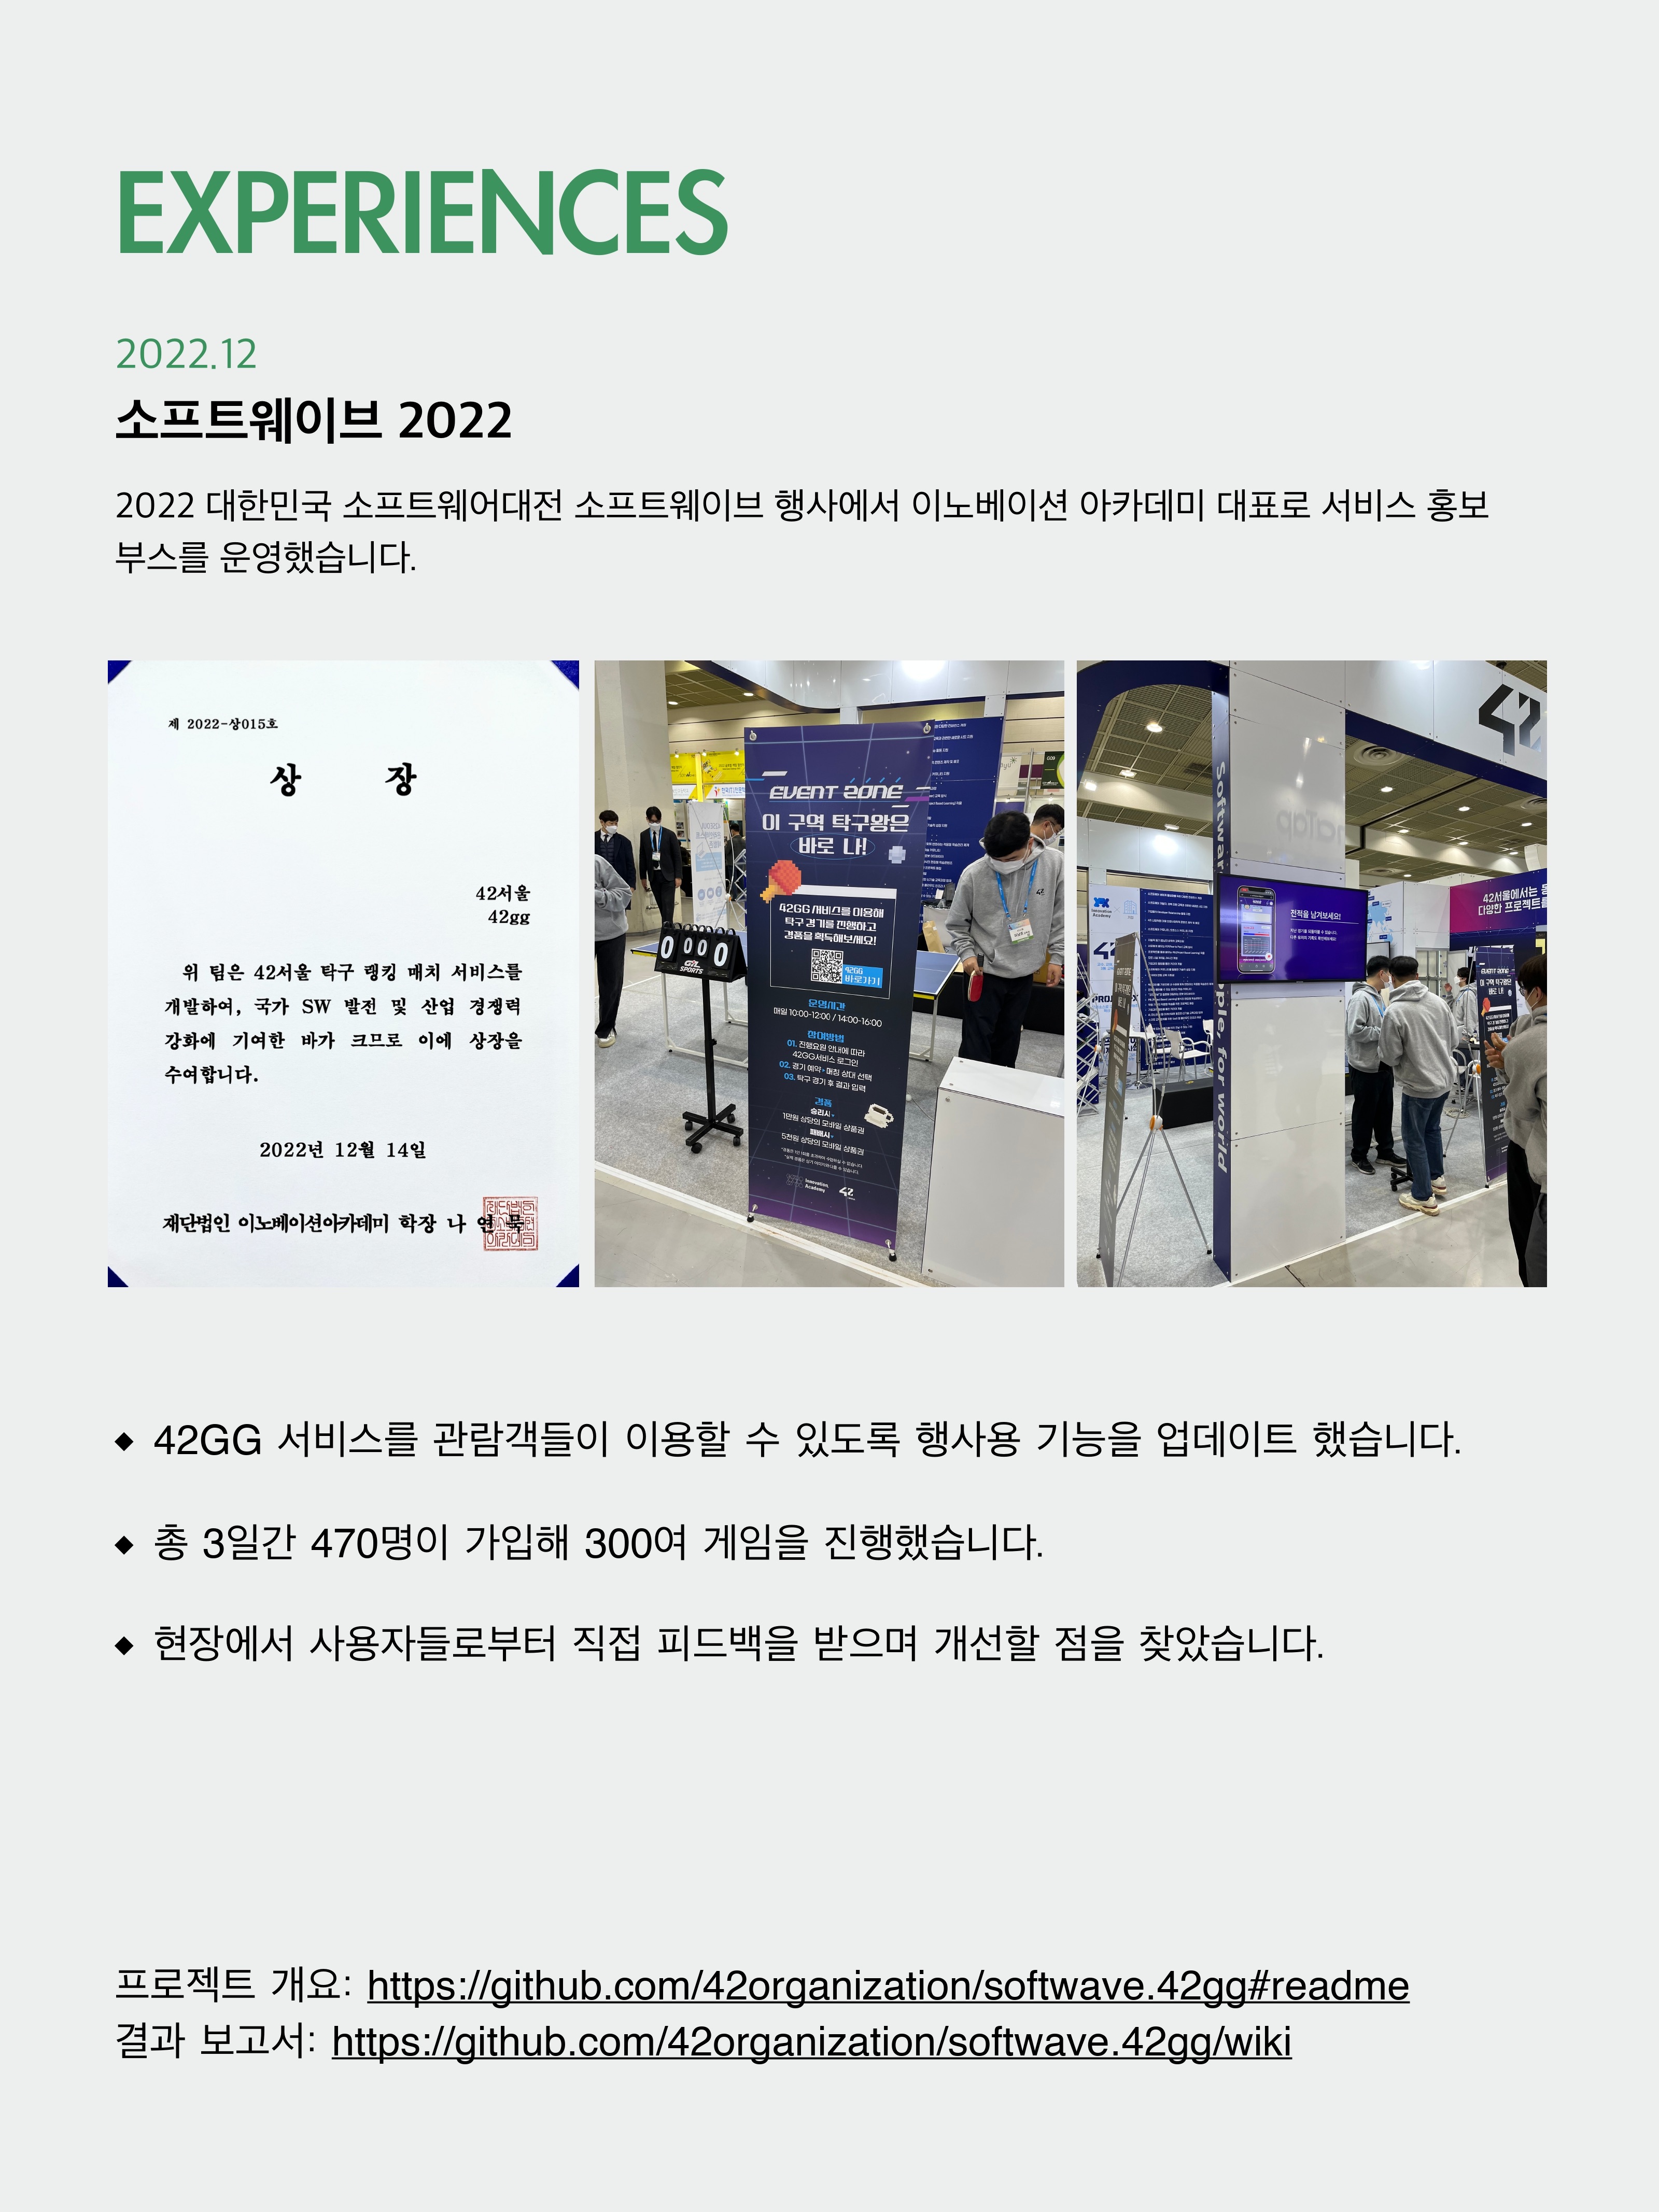 EXPERIENCES
2022.12
소프트웨이브 2022
2022 대한민국 소프트웨어대전 소프트웨이브 행사에서 이노베이션 아카데미 대표로 서비스 홍보
부스를 운영했습니다.
제 2022-상015호
상 장
42서울
42gg
위 팀은 42서울 탁구 랭킹 매치 서비스를
개발하여, 국가 SW 발전 및 산업 경쟁력
강화에 기여한 바가 크므로 이에 상장을
수여합니다.
2022년 12월 14일
재단법인 이노베이션아카데미 학장 나 연 묵
EVENT ZONE
이 구역 탁구왕은
바로 나!
42GG 서비스를 이용해
탁구 경기를 진행하고
경품을 획득해보세요!
42GG
바로가기
운영시간
매일 10:00-12:00 / 14:00-16:00
참여방법
01. 진행요원 안내에 따라
42GG서비스 로그인
02. 경기 예약 매칭 상대 선택
03. 탁구 경기 후 결과 입력
경품
승리시
1만원 상당의 모바일 상품권
패배시
5천원 상당의 모바일 상품권
Innovation
Academy
42
0 0 0 0
SPORTS
42
Softwar
ple, for world
전적을 남겨보세요!
Innovation
Academy
42서울에서는
다양한 프로젝트를
EVENT ZONE
이 구역 탁구왕은
바로 나!
◆ 42GG 서비스를 관람객들이 이용할 수 있도록 행사용 기능을 업데이트 했습니다.
◆ 총 3일간 470명이 가입해 300여 게임을 진행했습니다.
◆ 현장에서 사용자들로부터 직접 피드백을 받으며 개선할 점을 찾았습니다.
프로젝트 개요: https://github.com/42organization/softwave.42gg#readme
결과 보고서: https://github.com/42organization/softwave.42gg/wiki